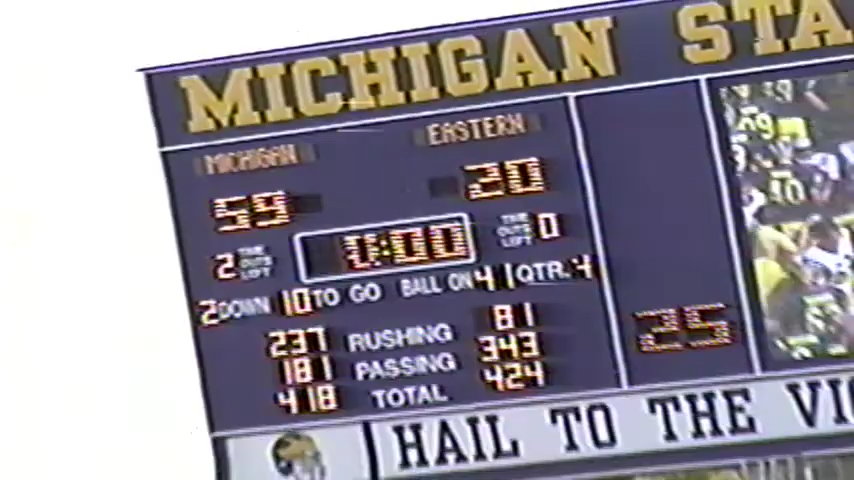 MICHIGAN STA
MICHIGAN EASTERN
59 20
2 TIME OUTS LEFT 0:00 TIME OUTS LEFT 0
2 DOWN 10 TO GO BALL ON 41 QTR. 4
237 RUSHING 81
181 PASSING 343
418 TOTAL 424
25
HAIL TO THE VI